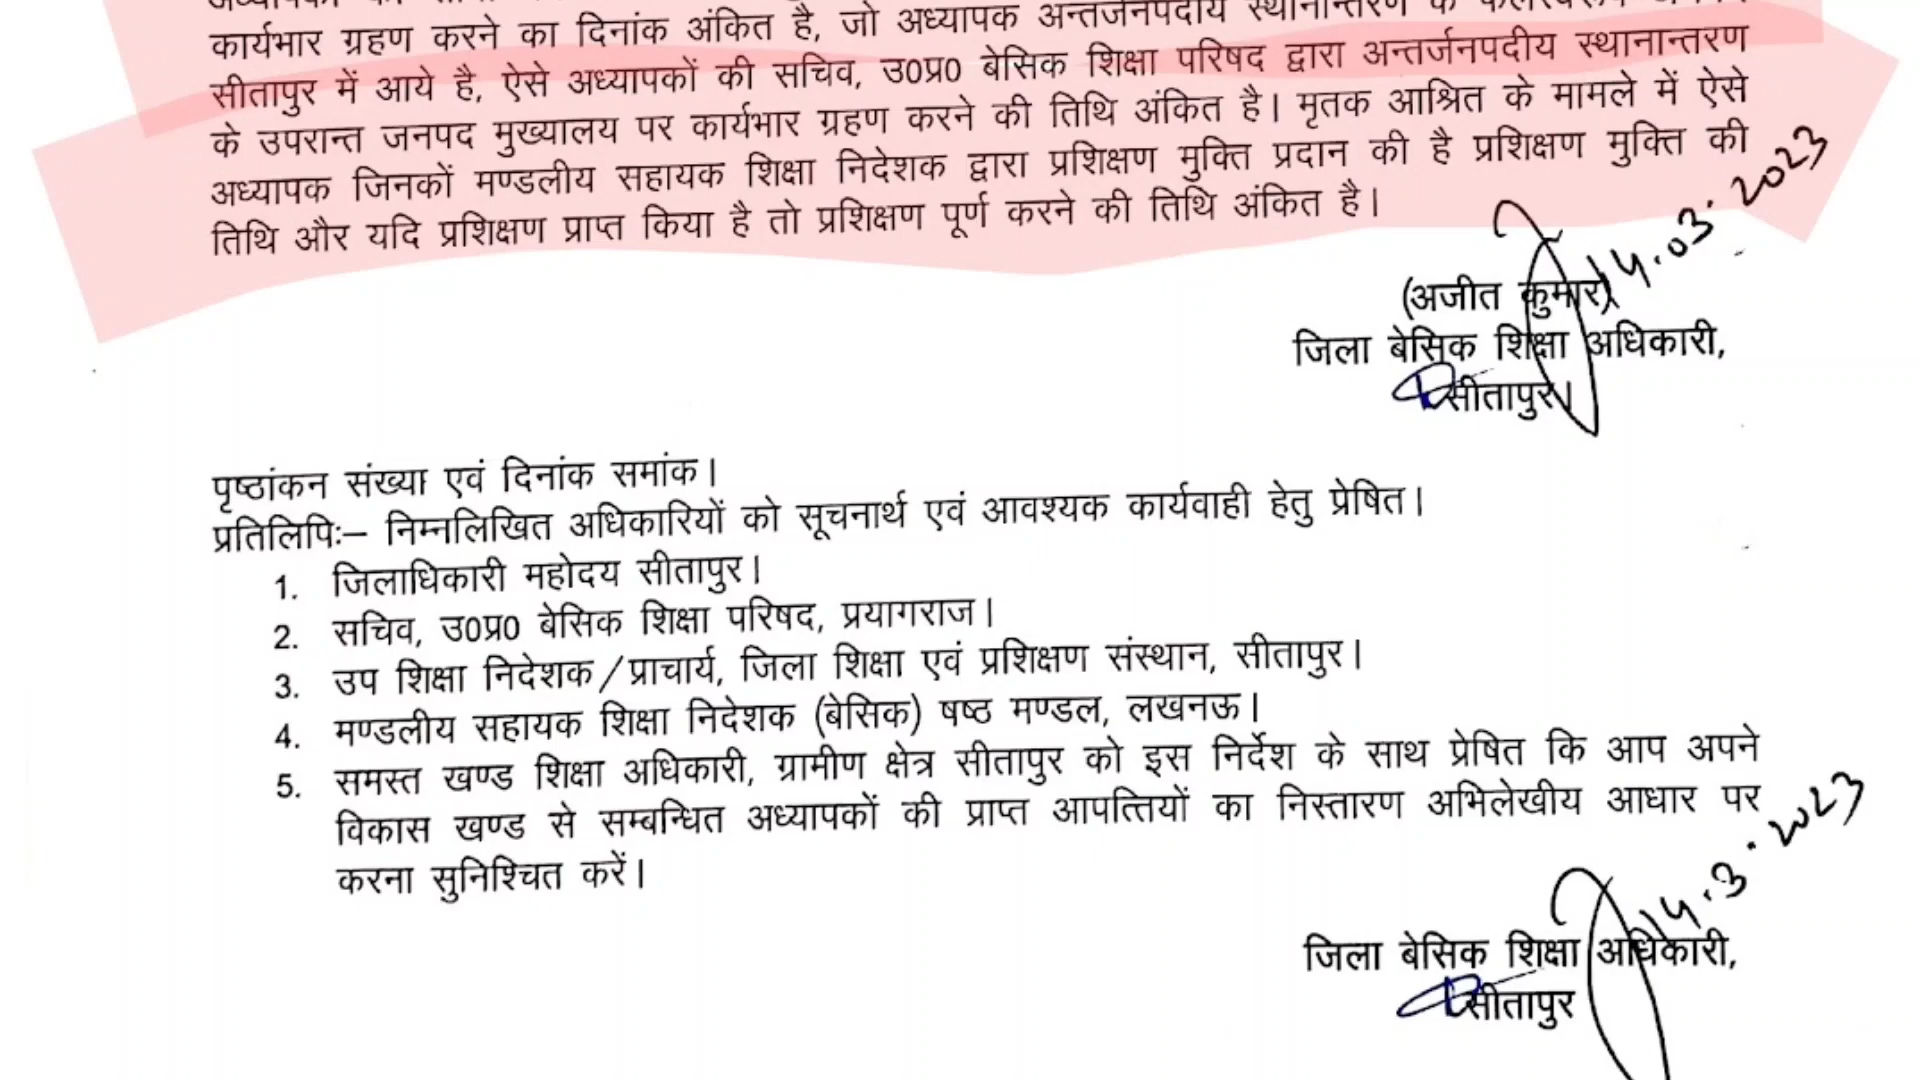 कार्यभार ग्रहण करने का दिनांक अंकित है, जो अध्यापक अन्तर्जनपदीय स्थानान्तरण के
सीतापुर में आये है, ऐसे अध्यापकों की सचिव, उ0प्र0 बेसिक शिक्षा परिषद द्वारा अन्तर्जनपदीय स्थानान्तरण
के उपरान्त जनपद मुख्यालय पर कार्यभार ग्रहण करने की तिथि अंकित है। मृतक आश्रित के मामले में ऐसे
अध्यापक जिनकों मण्डलीय सहायक शिक्षा निदेशक द्वारा प्रशिक्षण मुक्ति प्रदान की है प्रशिक्षण मुक्ति की
तिथि और यदि प्रशिक्षण प्राप्त किया है तो प्रशिक्षण पूर्ण करने की तिथि अंकित है।
14.03.2023
(अजीत कुमार)
जिला बेसिक शिक्षा अधिकारी,
सीतापुर।
पृष्ठांकन संख्या एवं दिनांक समांक।
प्रतिलिपिः– निम्नलिखित अधिकारियों को सूचनार्थ एवं आवश्यक कार्यवाही हेतु प्रेषित।
1. जिलाधिकारी महोदय सीतापुर।
2. सचिव, उ0प्र0 बेसिक शिक्षा परिषद, प्रयागराज।
3. उप शिक्षा निदेशक/प्राचार्य, जिला शिक्षा एवं प्रशिक्षण संस्थान, सीतापुर।
4. मण्डलीय सहायक शिक्षा निदेशक (बेसिक) षष्ठ मण्डल, लखनऊ।
5. समस्त खण्ड शिक्षा अधिकारी, ग्रामीण क्षेत्र सीतापुर को इस निर्देश के साथ प्रेषित कि आप अपने
विकास खण्ड से सम्बन्धित अध्यापकों की प्राप्त आपत्तियों का निस्तारण अभिलेखीय आधार पर
करना सुनिश्चित करें।
14.3.2023
जिला बेसिक शिक्षा अधिकारी,
सीतापुर